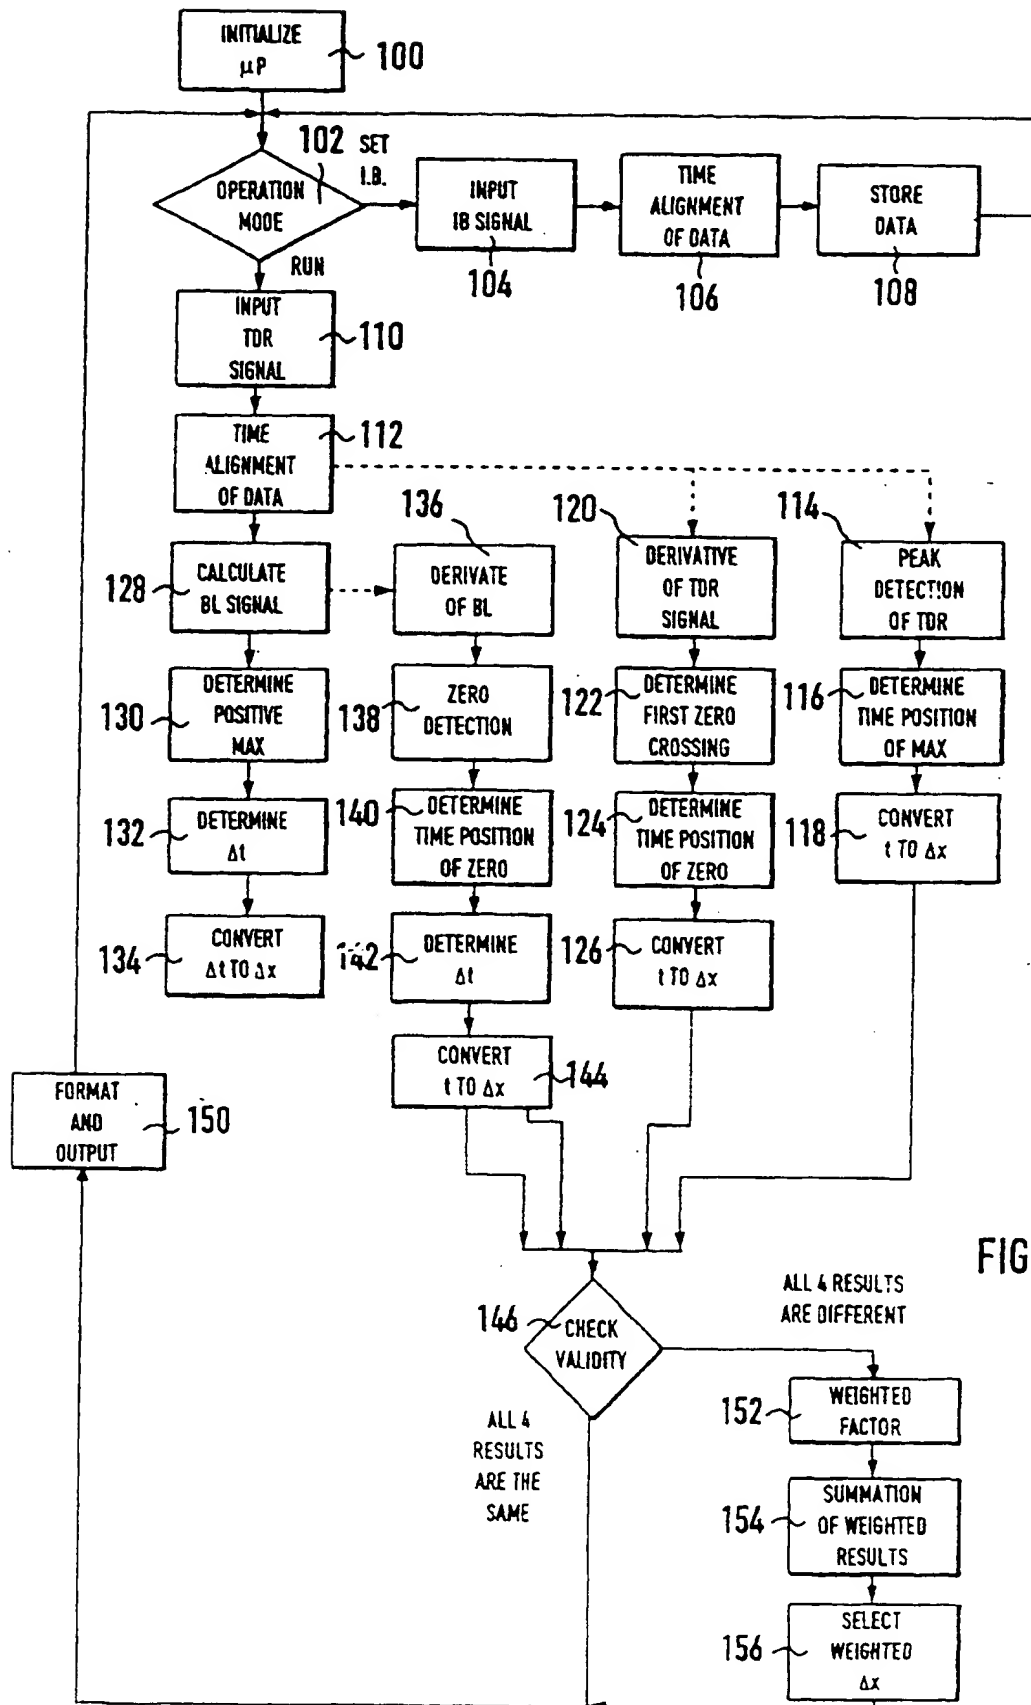 INITIALIZE
μP
100
102
SET
I.B.
OPERATION
MODE
INPUT
IB SIGNAL
104
TIME
ALIGNMENT
OF DATA
106
STORE
DATA
108
RUN
INPUT
TDR
SIGNAL
110
TIME
ALIGNMENT
OF DATA
112
128
CALCULATE
BL SIGNAL
136
DERIVATE
OF BL
120
DERIVATIVE
OF TDR
SIGNAL
114
PEAK
DETECTION
OF TDR
130
DETERMINE
POSITIVE
MAX
138
ZERO
DETECTION
122
DETERMINE
FIRST ZERO
CROSSING
116
DETERMINE
TIME POSITION
OF MAX
132
DETERMINE
Δt
140
DETERMINE
TIME POSITION
OF ZERO
124
DETERMINE
TIME POSITION
OF ZERO
118
CONVERT
t TO Δx
134
CONVERT
Δt TO Δx
142
DETERMINE
Δt
126
CONVERT
t TO Δx
CONVERT
t TO Δx
144
FORMAT
AND
OUTPUT
150
FIG
146
CHECK
VALIDITY
ALL 4 RESULTS
ARE DIFFERENT
ALL 4
RESULTS
ARE THE
SAME
152
WEIGHTED
FACTOR
154
SUMMATION
OF WEIGHTED
RESULTS
156
SELECT
WEIGHTED
Δx